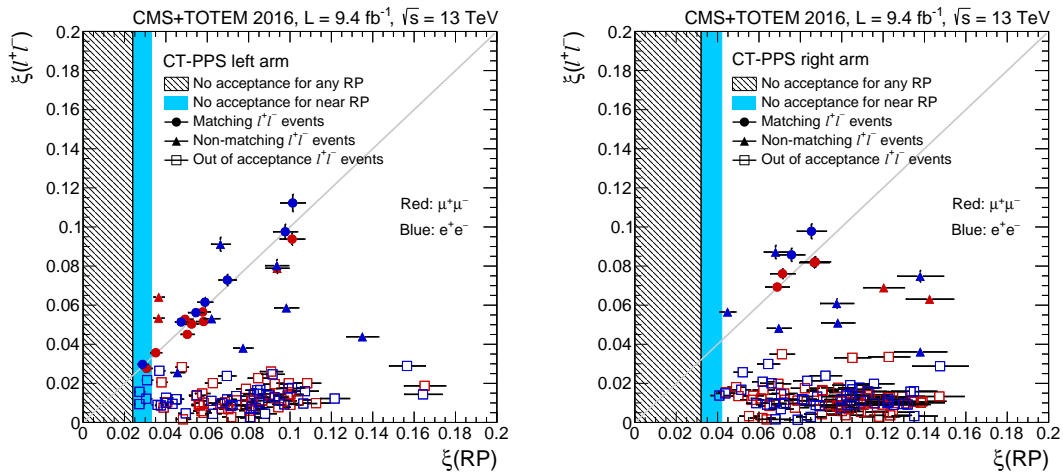 CMS+TOTEM 2016, L = 9.4 fb⁻¹, √s = 13 TeV
ξ(l⁺l⁻)
0.2
0.18
0.16
0.14
0.12
0.1
0.08
0.06
0.04
0.02
0
CT-PPS left arm
No acceptance for any RP
No acceptance for near RP
Matching l⁺l⁻ events
Non-matching l⁺l⁻ events
Out of acceptance l⁺l⁻ events
Red: μ⁺μ⁻
Blue: e⁺e⁻
0 0.02 0.04 0.06 0.08 0.1 0.12 0.14 0.16 0.18 0.2
ξ(RP)
CMS+TOTEM 2016, L = 9.4 fb⁻¹, √s = 13 TeV
ξ(l⁺l⁻)
0.2
0.18
0.16
0.14
0.12
0.1
0.08
0.06
0.04
0.02
0
CT-PPS right arm
No acceptance for any RP
No acceptance for near RP
Matching l⁺l⁻ events
Non-matching l⁺l⁻ events
Out of acceptance l⁺l⁻ events
Red: μ⁺μ⁻
Blue: e⁺e⁻
0 0.02 0.04 0.06 0.08 0.1 0.12 0.14 0.16 0.18 0.2
ξ(RP)